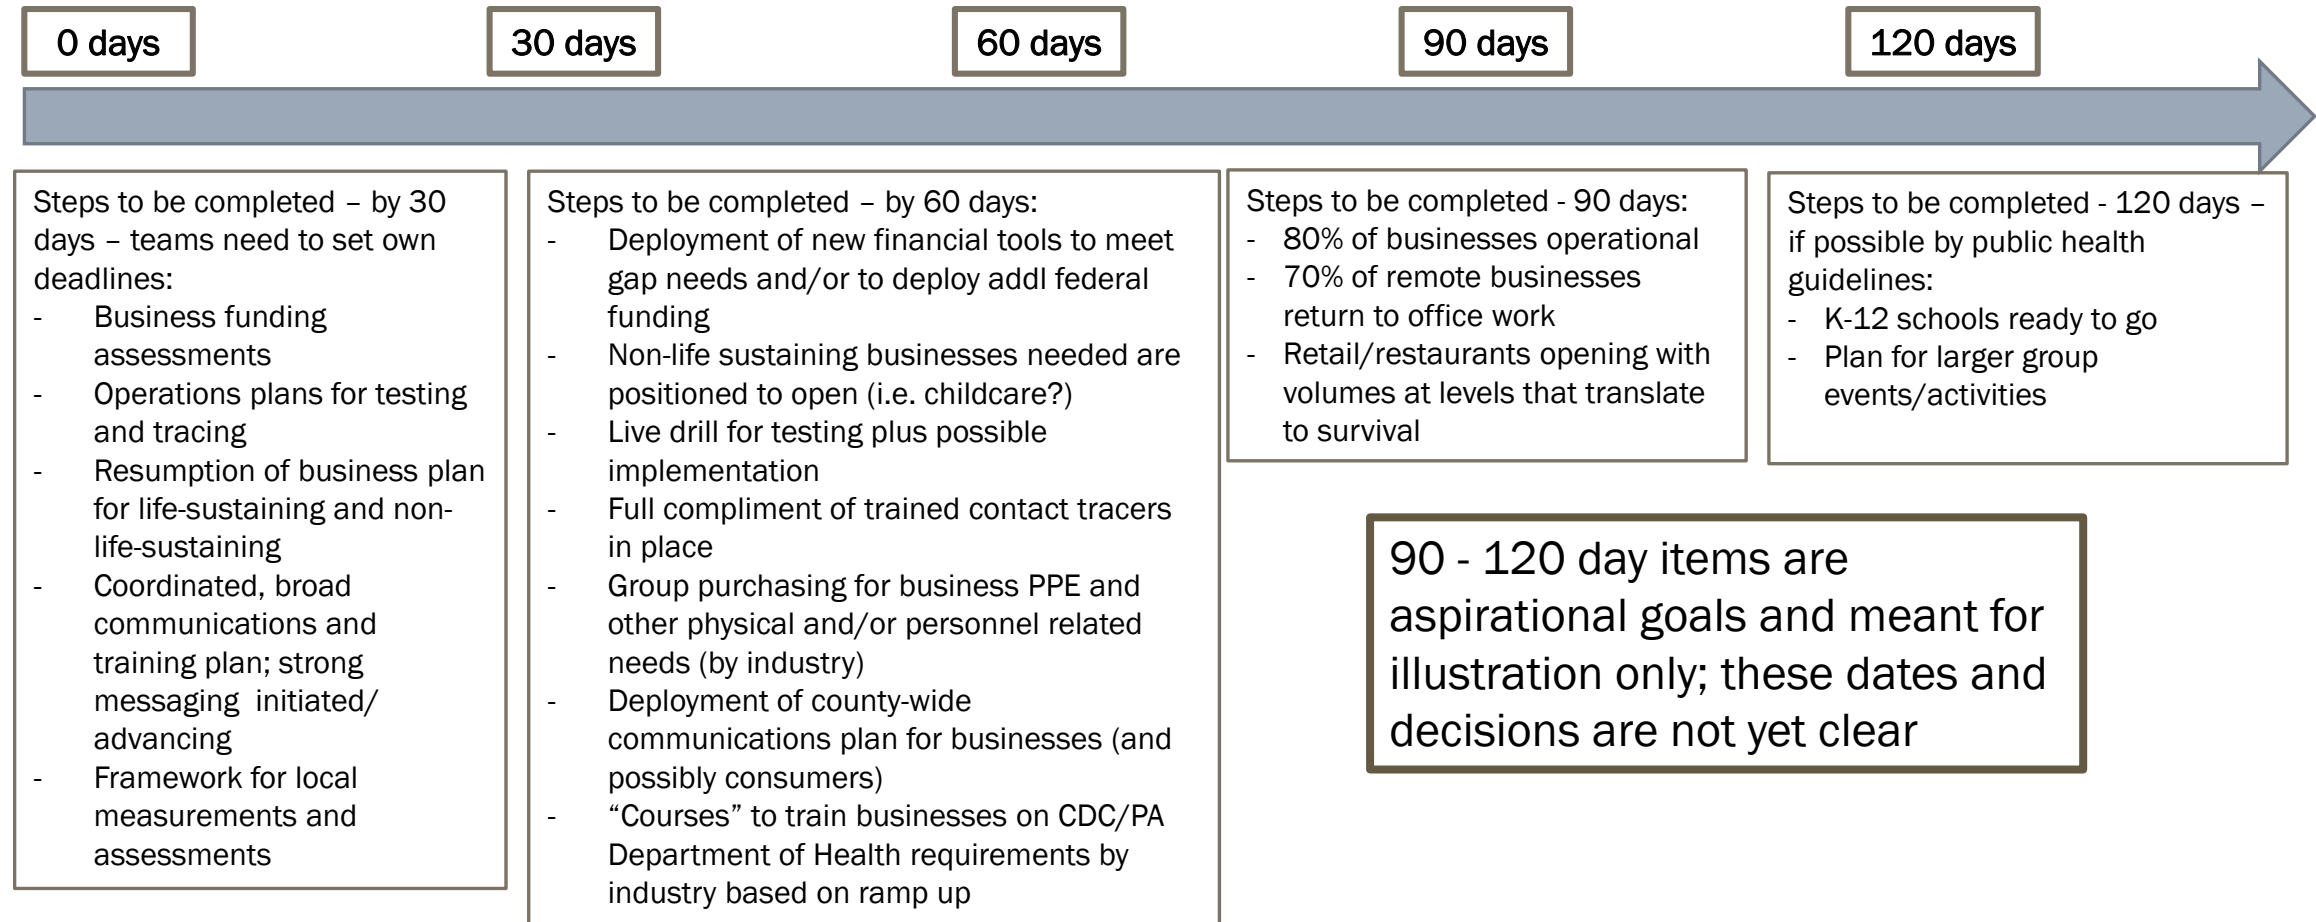 0 days
30 days
60 days
90 days
120 days
Steps to be completed – by 30
days – teams need to set own
deadlines:
- Business funding
assessments
- Operations plans for testing
and tracing
- Resumption of business plan
for life-sustaining and non-
life-sustaining
- Coordinated, broad
communications and
training plan; strong
messaging initiated/
advancing
- Framework for local
measurements and
assessments
Steps to be completed – by 60 days:
- Deployment of new financial tools to meet
gap needs and/or to deploy addl federal
funding
- Non-life sustaining businesses needed are
positioned to open (i.e. childcare?)
- Live drill for testing plus possible
implementation
- Full compliment of trained contact tracers
in place
- Group purchasing for business PPE and
other physical and/or personnel related
needs (by industry)
- Deployment of county-wide
communications plan for businesses (and
possibly consumers)
- “Courses” to train businesses on CDC/PA
Department of Health requirements by
industry based on ramp up
Steps to be completed - 90 days:
- 80% of businesses operational
- 70% of remote businesses
return to office work
- Retail/restaurants opening with
volumes at levels that translate
to survival
Steps to be completed - 120 days –
if possible by public health
guidelines:
- K-12 schools ready to go
- Plan for larger group
events/activities
90 - 120 day items are
aspirational goals and meant for
illustration only; these dates and
decisions are not yet clear